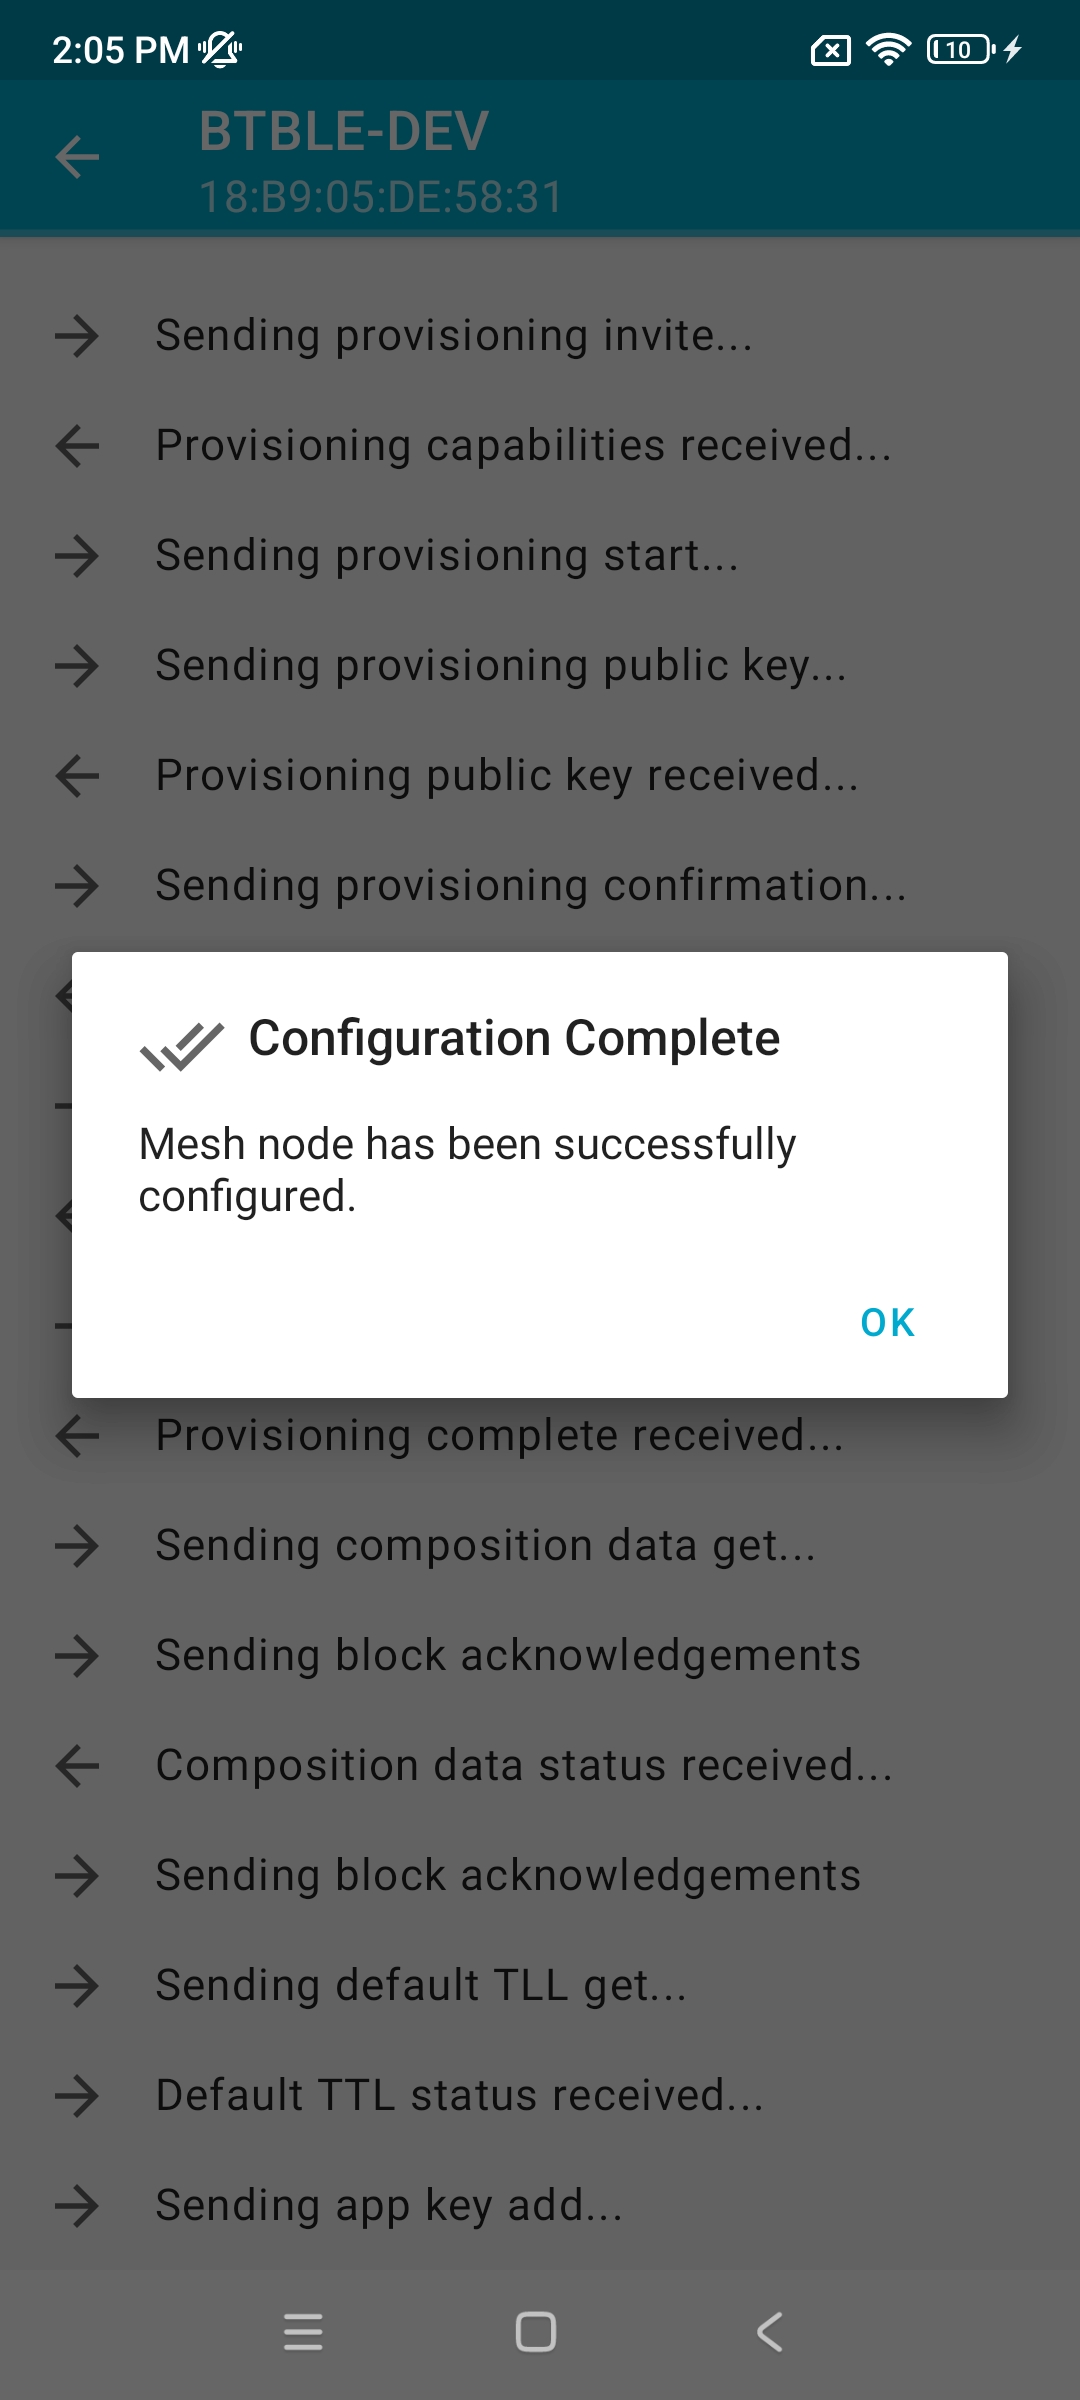 2:05 PM
10
BTBLE-DEV
18:B9:05:DE:58:31
Sending provisioning invite...
Provisioning capabilities received...
Sending provisioning start...
Sending provisioning public key...
Provisioning public key received...
Sending provisioning confirmation...
Configuration Complete
Mesh node has been successfully
configured.
OK
Provisioning complete received...
Sending composition data get...
Sending block acknowledgements
Composition data status received...
Sending block acknowledgements
Sending default TLL get...
Default TTL status received...
Sending app key add...